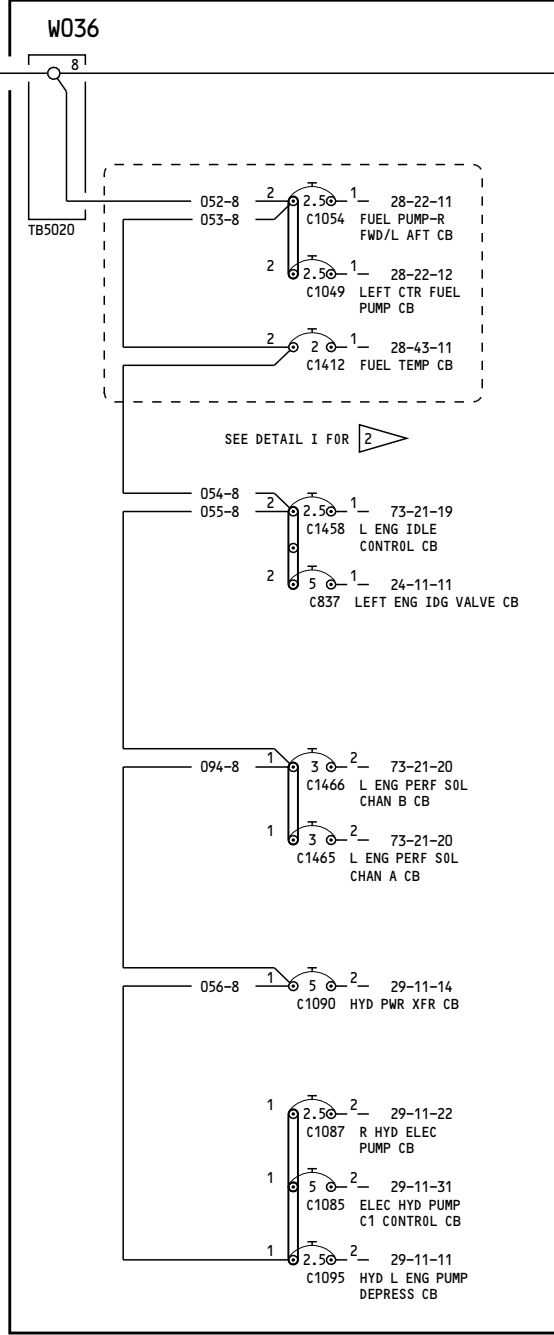 W036
8
TB5020
052-8 2 2.5 1 28-22-11
053-8 C1054 FUEL PUMP-R
FWD/L AFT CB
2 2.5 1 28-22-12
C1049 LEFT CTR FUEL
PUMP CB
2 2 1 28-43-11
C1412 FUEL TEMP CB
SEE DETAIL I FOR 2
054-8
055-8 2 2.5 1 73-21-19
C1458 L ENG IDLE
CONTROL CB
2 5 1 24-11-11
C837 LEFT ENG IDG VALVE CB
094-8 1 3 2 73-21-20
C1466 L ENG PERF SOL
CHAN B CB
1 3 2 73-21-20
C1465 L ENG PERF SOL
CHAN A CB
056-8 1 5 2 29-11-14
C1090 HYD PWR XFR CB
1 2.5 2 29-11-22
C1087 R HYD ELEC
PUMP CB
1 5 2 29-11-31
C1085 ELEC HYD PUMP
C1 CONTROL CB
1 2.5 2 29-11-11
C1095 HYD L ENG PUMP
DEPRESS CB